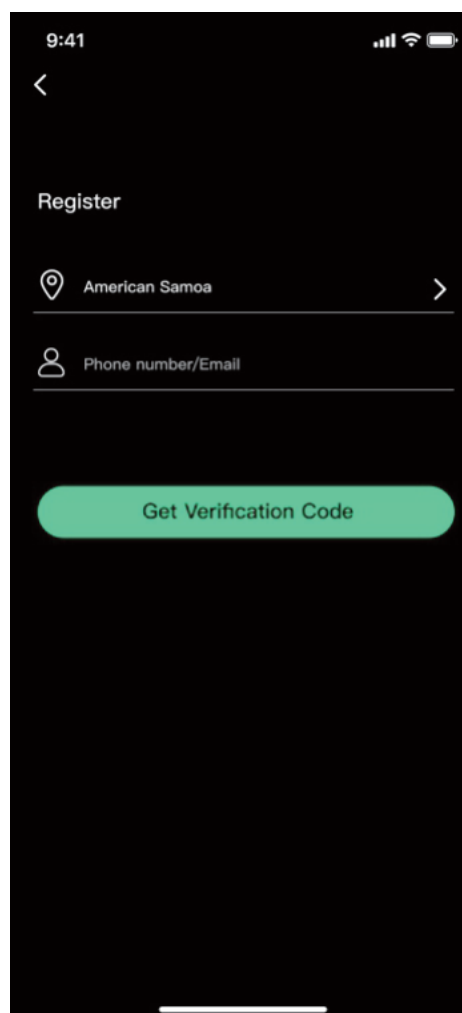 9:41
Register
American Samoa
Phone number/Email
Get Verification Code